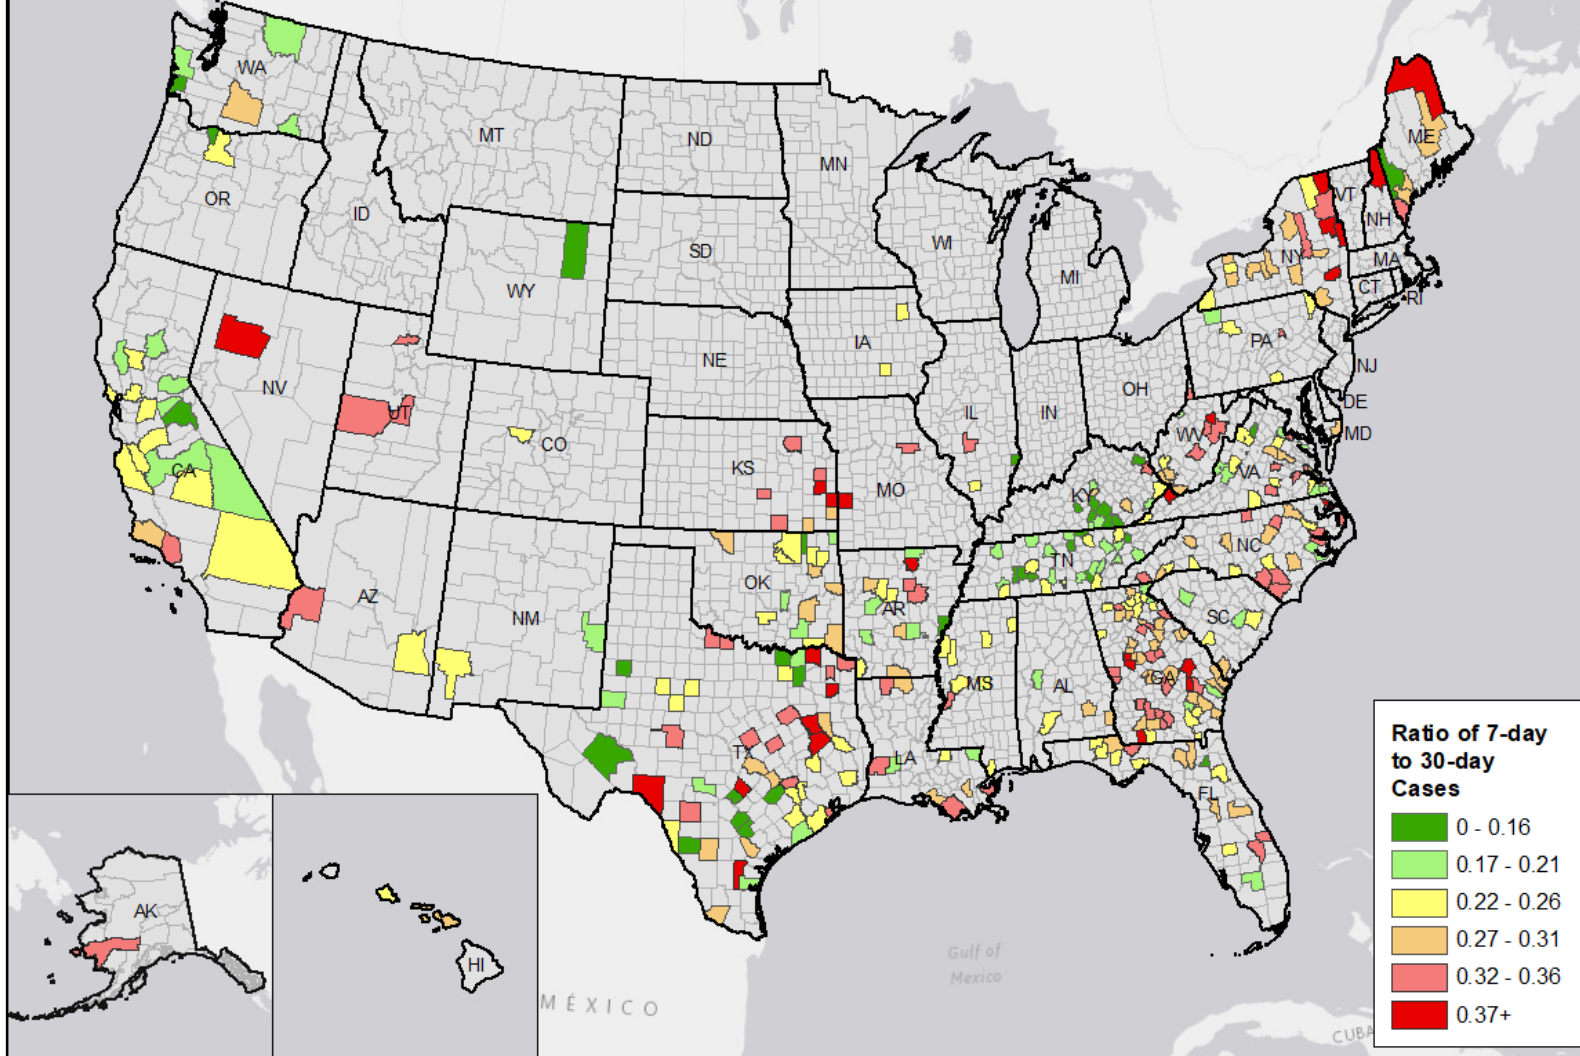 WA
MT
ND
MN
ME
OR
ID
VT
NH
WI
SD
NY
MA
WY
MI
CT
RI
IA
PA
NE
NV
NJ
OH
UT
IL
IN
DE
CO
WV
MD
KS
CA
VA
MO
KY
NC
TN
OK
AZ
AR
NM
SC
GA
MS
AL
TX
LA
FL
AK
HI
Gulf of
Mexico
MÉXICO
CUBA
Ratio of 7-day
to 30-day
Cases
0 - 0.16
0.17 - 0.21
0.22 - 0.26
0.27 - 0.31
0.32 - 0.36
0.37+